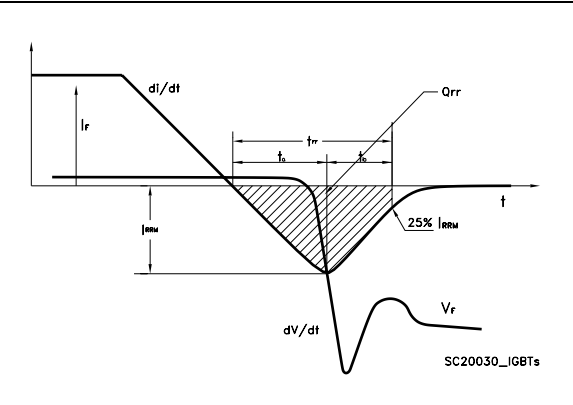 di/dt
IF
Qrr
trr
ta
tb
t
IRRM
25% IRRM
dV/dt
VF
SC20030_IGBTs